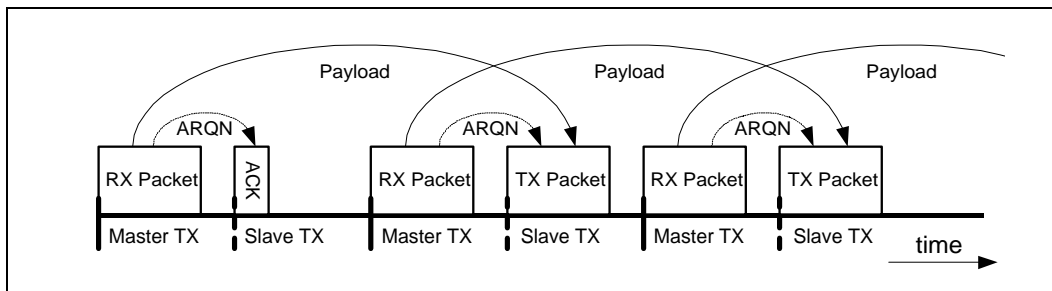 Payload Payload Payload
ARQN ARQN ARQN
RX Packet ACK RX Packet TX Packet RX Packet TX Packet
Master TX Slave TX Master TX Slave TX Master TX Slave TX
time